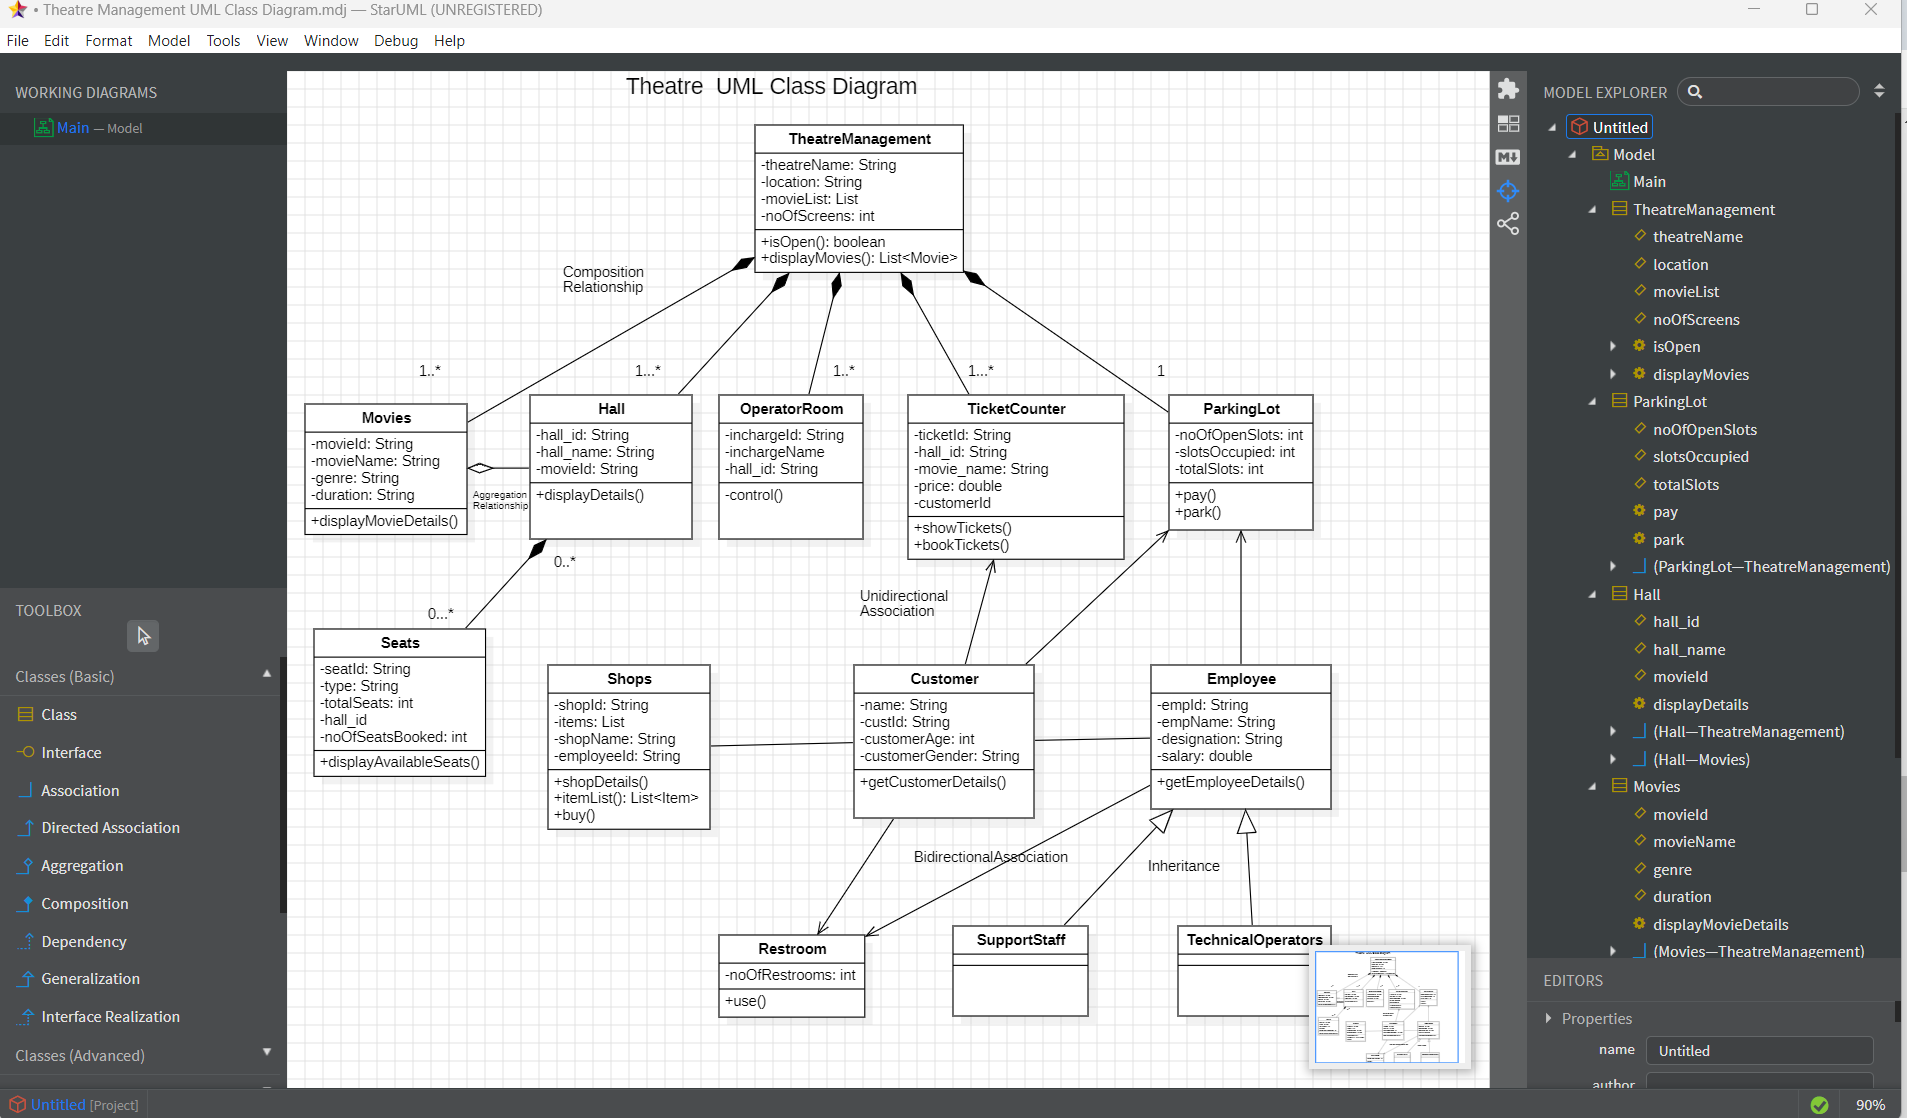 • Theatre Management UML Class Diagram.mdj — StarUML (UNREGISTERED)
File Edit Format Model Tools View Window Debug Help
WORKING DIAGRAMS
Main — Model
TOOLBOX
Classes (Basic)
Class
Interface
Association
Directed Association
Aggregation
Composition
Dependency
Generalization
Interface Realization
Classes (Advanced)
Theatre UML Class Diagram
TheatreManagement
-theatreName: String
-location: String
-movieList: List
-noOfScreens: int
+isOpen(): boolean
+displayMovies(): List<Movie>
Composition
Relationship
1..*
1...*
1..*
1...*
1
Movies
-movieId: String
-movieName: String
-genre: String
-duration: String
+displayMovieDetails()
Aggregation
Relationship
Hall
-hall_id: String
-hall_name: String
-movieId: String
+displayDetails()
OperatorRoom
-inchargeId: String
-inchargeName
-hall_id: String
-control()
TicketCounter
-ticketId: String
-hall_id: String
-movie_name: String
-price: double
-customerId
+showTickets()
+bookTickets()
ParkingLot
-noOfOpenSlots: int
-slotsOccupied: int
-totalSlots: int
+pay()
+park()
0..*
0...*
Unidirectional
Association
Seats
-seatId: String
-type: String
-totalSeats: int
-hall_id
-noOfSeatsBooked: int
+displayAvailableSeats()
Shops
-shopId: String
-items: List
-shopName: String
-employeeId: String
+shopDetails()
+itemList(): List<Item>
+buy()
Customer
-name: String
-custId: String
-customerAge: int
-customerGender: String
+getCustomerDetails()
Employee
-empId: String
-empName: String
-designation: String
-salary: double
+getEmployeeDetails()
BidirectionalAssociation
Inheritance
Restroom
-noOfRestrooms: int
+use()
SupportStaff
TechnicalOperators
MODEL EXPLORER
Untitled
Model
Main
TheatreManagement
theatreName
location
movieList
noOfScreens
isOpen
displayMovies
ParkingLot
noOfOpenSlots
slotsOccupied
totalSlots
pay
park
(ParkingLot—TheatreManagement)
Hall
hall_id
hall_name
movieId
displayDetails
(Hall—TheatreManagement)
(Hall—Movies)
Movies
movieId
movieName
genre
duration
displayMovieDetails
(Movies—TheatreManagement)
EDITORS
Properties
name Untitled
author
Untitled [Project]
90%